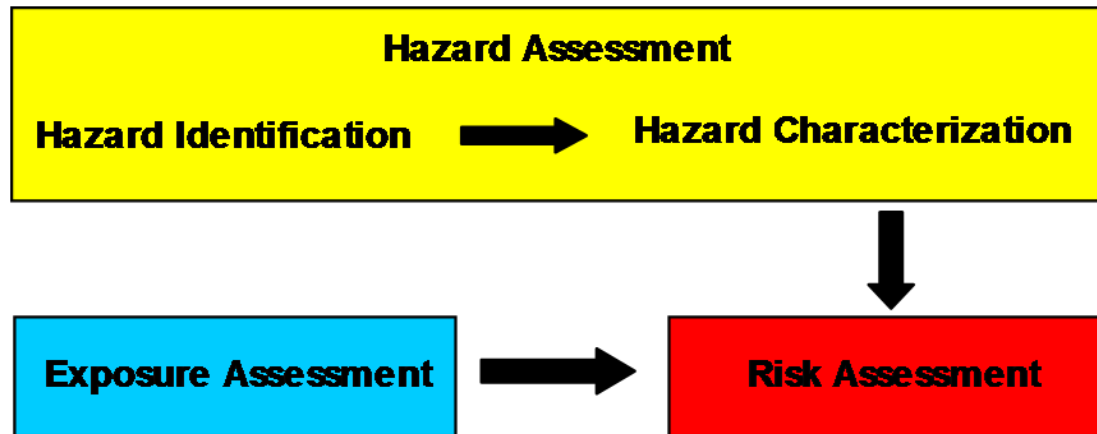 Hazard Assessment
Hazard Identification
Hazard Characterization
Exposure Assessment
Risk Assessment